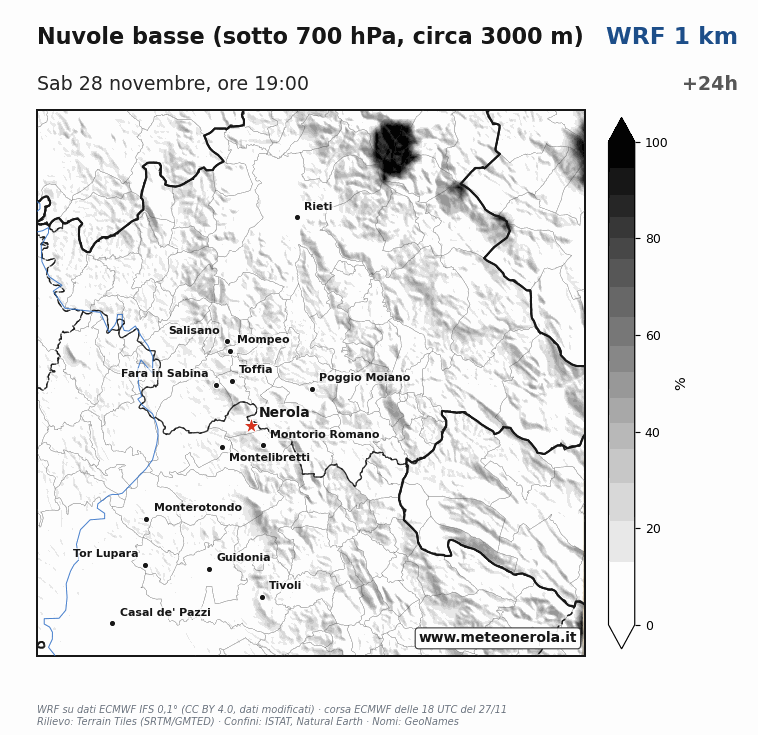 Nuvole basse (sotto 700 hPa, circa 3000 m) WRF 1 km
Sab 28 novembre, ore 19:00 +24h
100
80
60
40
20
0
%
Rieti
Salisano
Mompeo
Fara in Sabina
Toffia
Poggio Moiano
Nerola
Montorio Romano
Montelibretti
Monterotondo
Tor Lupara
Guidonia
Tivoli
Casal de' Pazzi
www.meteonerola.it
WRF su dati ECMWF IFS 0,1° (CC BY 4.0, dati modificati) · corsa ECMWF delle 18 UTC del 27/11
Rilievo: Terrain Tiles (SRTM/GMTED) · Confini: ISTAT, Natural Earth · Nomi: GeoNames